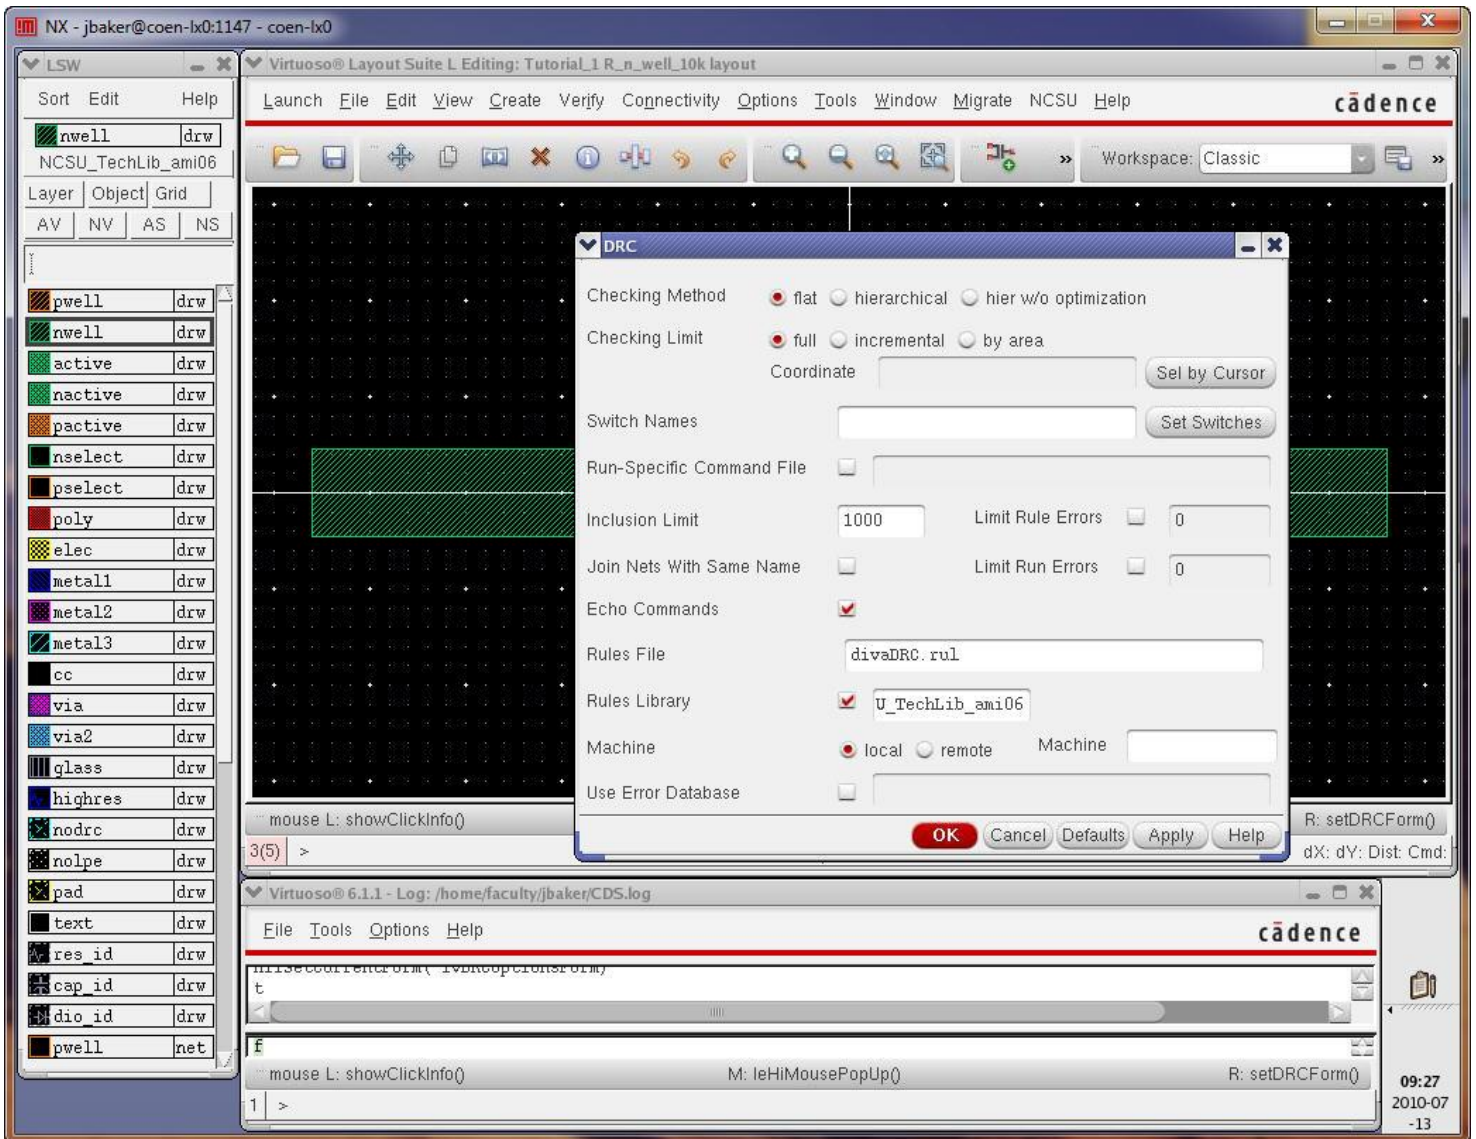 NX - jbaker@coen-lx0:1147 - coen-lx0
LSW
Sort Edit Help
nwell drw
NCSU_TechLib_ami06
Layer Object Grid
AV NV AS NS
pwell drw
nwell drw
active drw
nactive drw
pactive drw
nselect drw
pselect drw
poly drw
elec drw
metal1 drw
metal2 drw
metal3 drw
cc drw
via drw
via2 drw
glass drw
highres drw
nodrc drw
nolpe drw
pad drw
text drw
res_id drw
cap_id drw
dio_id drw
pwell net
Virtuoso® Layout Suite L Editing: Tutorial_1 R_n_well_10k layout
Launch File Edit View Create Verify Connectivity Options Tools Window Migrate NCSU Help
cādence
» Workspace: Classic »
DRC
Checking Method flat hierarchical hier w/o optimization
Checking Limit full incremental by area
Coordinate Sel by Cursor
Switch Names Set Switches
Run-Specific Command File
Inclusion Limit 1000 Limit Rule Errors 0
Join Nets With Same Name Limit Run Errors 0
Echo Commands
Rules File divaDRC.rul
Rules Library U_TechLib_ami06
Machine local remote Machine
Use Error Database
OK Cancel Defaults Apply Help
mouse L: showClickInfo() R: setDRCForm()
3(5) > dX: dY: Dist: Cmd:
Virtuoso® 6.1.1 - Log: /home/faculty/jbaker/CDS.log
File Tools Options Help
cādence
t
f
mouse L: showClickInfo() M: leHiMousePopUp() R: setDRCForm()
1 >
09:27
2010-07
-13